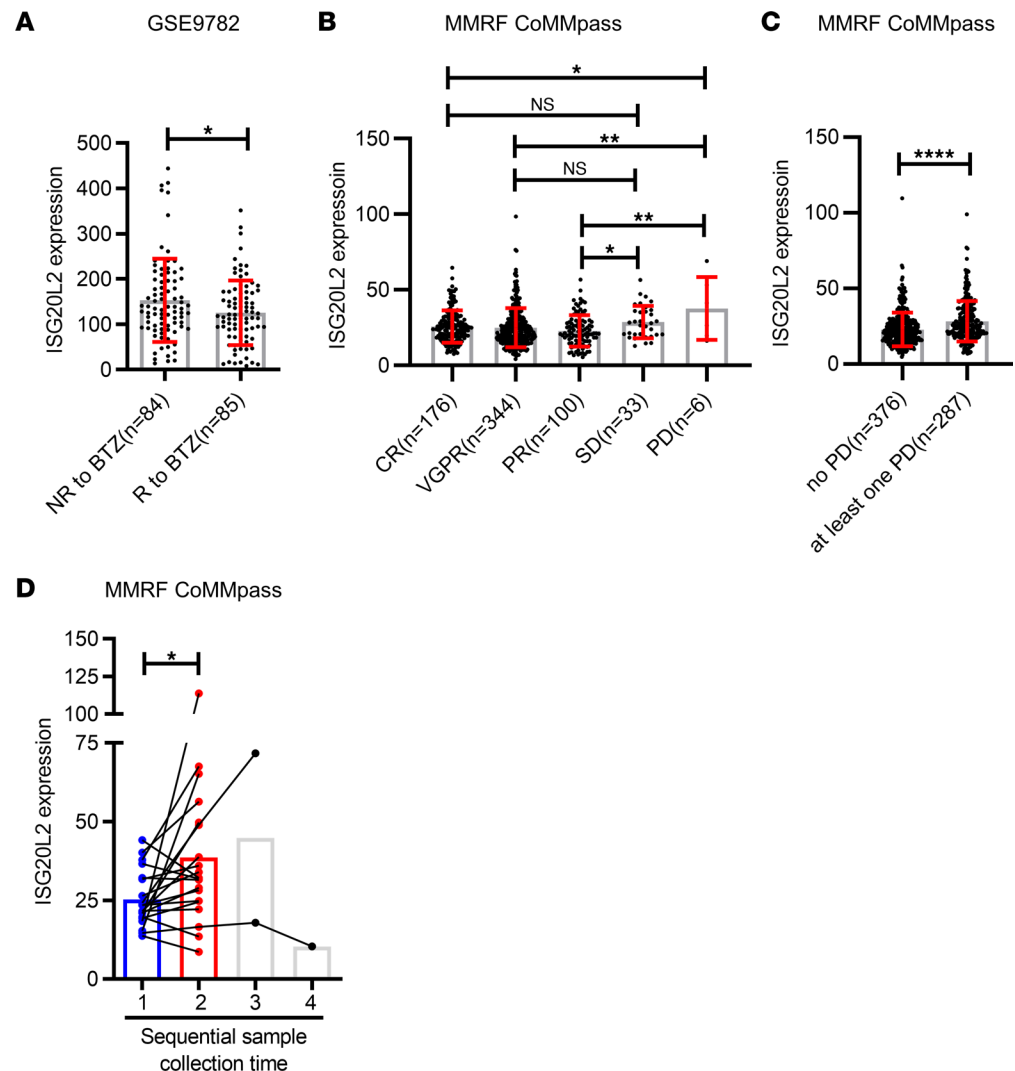 A
GSE9782
ISG20L2 expression
500
400
300
200
100
0
*
NR to BTZ(n=84)
R to BTZ(n=85)
B
MMRF CoMMpass
ISG20L2 expressoin
150
100
50
0
*
NS
**
NS
**
*
CR(n=176)
VGPR(n=344)
PR(n=100)
SD(n=33)
PD(n=6)
C
MMRF CoMMpass
ISG20L2 expressoin
150
100
50
0
****
no PD(n=376)
at least one PD(n=287)
D
MMRF CoMMpass
ISG20L2 expression
150
125
100
75
50
25
0
*
1 2 3 4
Sequential sample
collection time